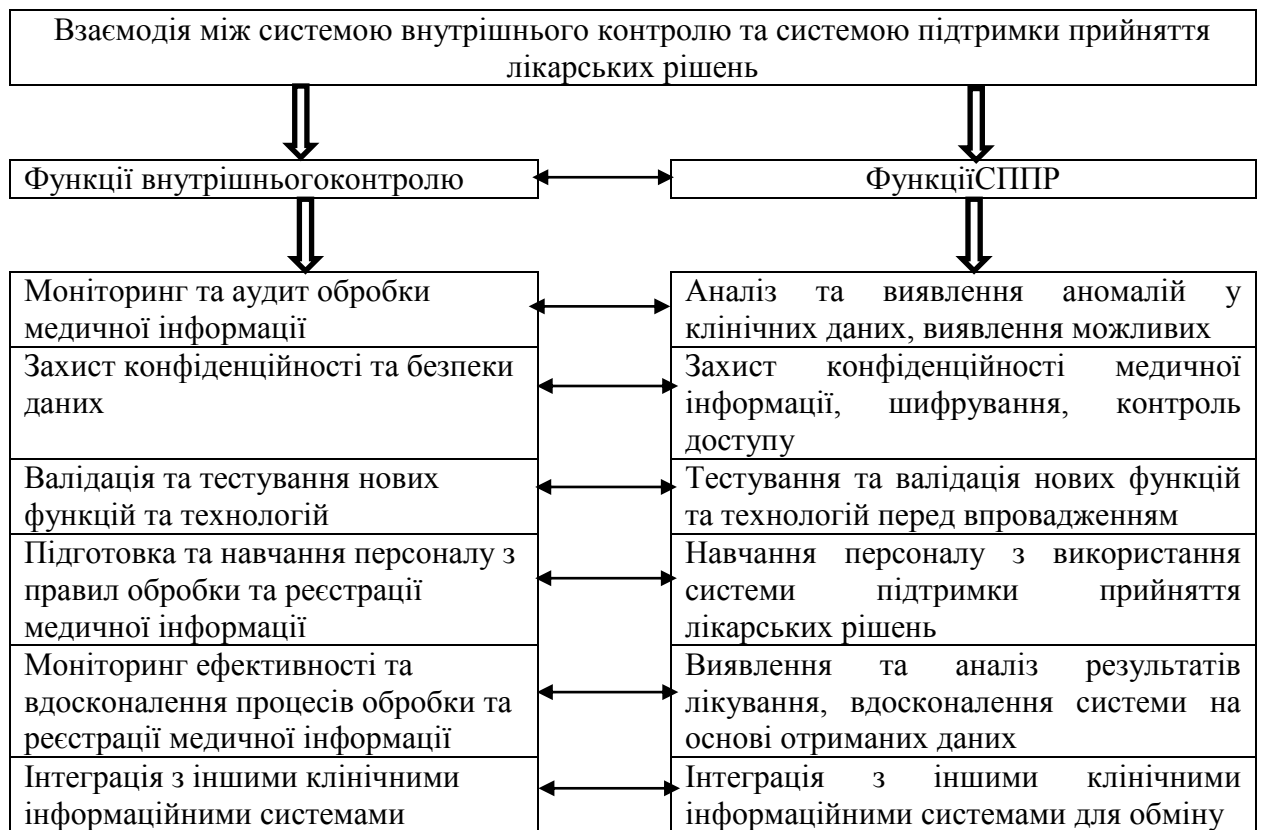 Взаємодія між системою внутрішнього контролю та системою підтримки прийняття
лікарських рішень
Функції внутрішньогоконтролю
ФункціїСППР
Моніторинг та аудит обробки
медичної інформації
Аналіз та виявлення аномалій у
клінічних даних, виявлення можливих
Захист конфіденційності та безпеки
даних
Захист конфіденційності медичної
інформації, шифрування, контроль
доступу
Валідація та тестування нових
функцій та технологій
Тестування та валідація нових функцій
та технологій перед впровадженням
Підготовка та навчання персоналу з
правил обробки та реєстрації
медичної інформації
Навчання персоналу з використання
системи підтримки прийняття
лікарських рішень
Моніторинг ефективності та
вдосконалення процесів обробки та
реєстрації медичної інформації
Виявлення та аналіз результатів
лікування, вдосконалення системи на
основі отриманих даних
Інтеграція з іншими клінічними
інформаційними системами
Інтеграція з іншими клінічними
інформаційними системами для обміну